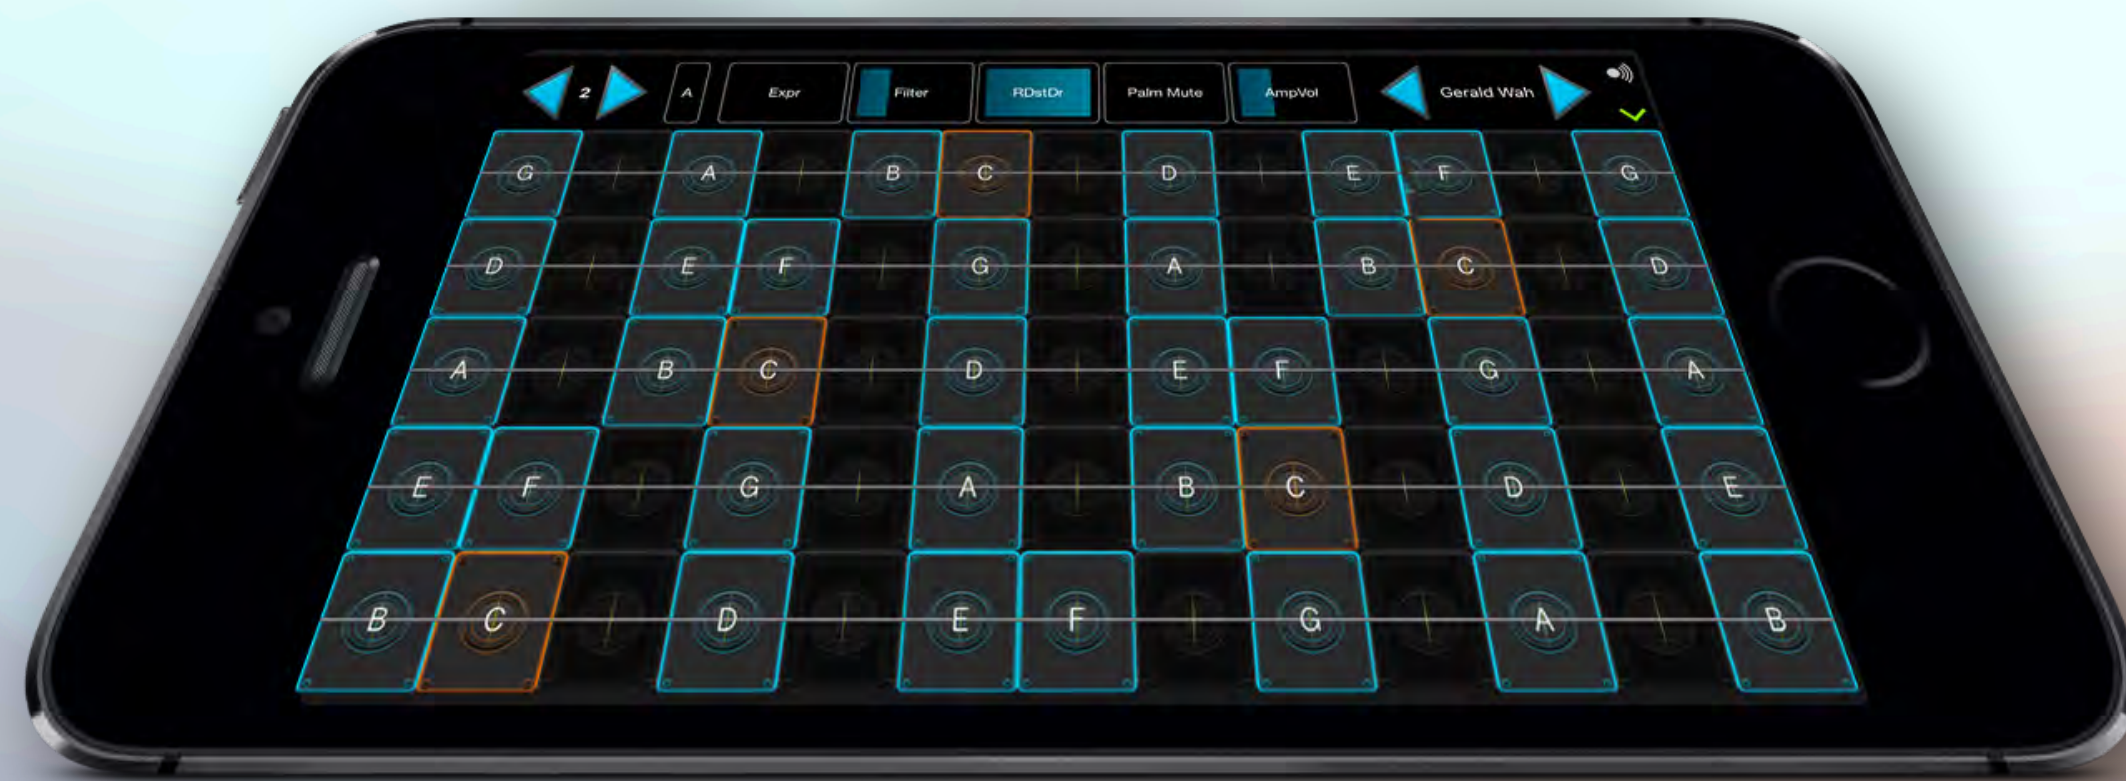 2 A Expr Filter RDstDr Palm Mute AmpVol Gerald Wah
G A B C D E F G
D E F G A B C D
A B C D E F G A
E F G A B C D E
B C D E F G A B